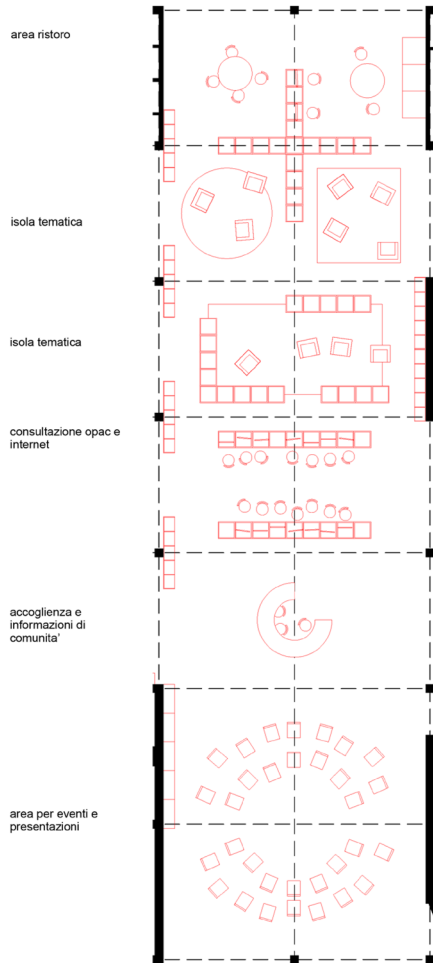 area ristoro
isola tematica
isola tematica
consultazione opac e
internet
accoglienza e
informazioni di
comunita'
area per eventi e
presentazioni